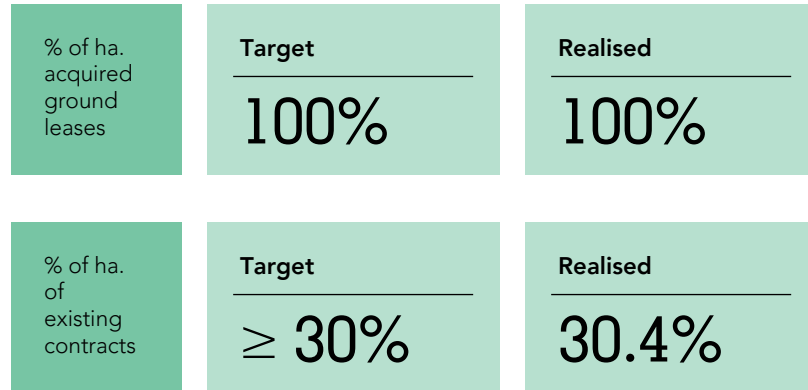 % of ha.
acquired
ground
leases
Target
100%
Realised
100%
% of ha.
of
existing
contracts
Target
≥ 30%
Realised
30.4%